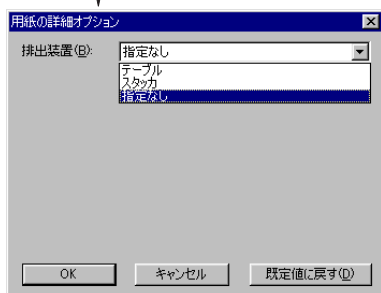 用紙の詳細オプション
排出装置(B): 指定なし
テーブル
スタッカ
指定なし
OK キャンセル 既定値に戻す(D)